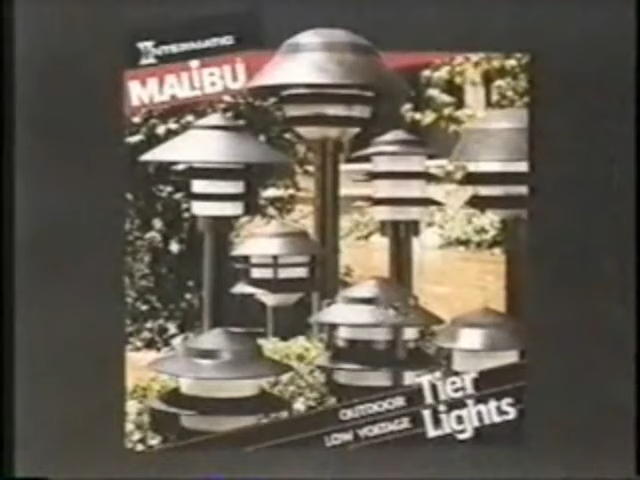 INTERMATIC
MALIBU
OUTDOOR
LOW VOLTAGE
Tier
Lights